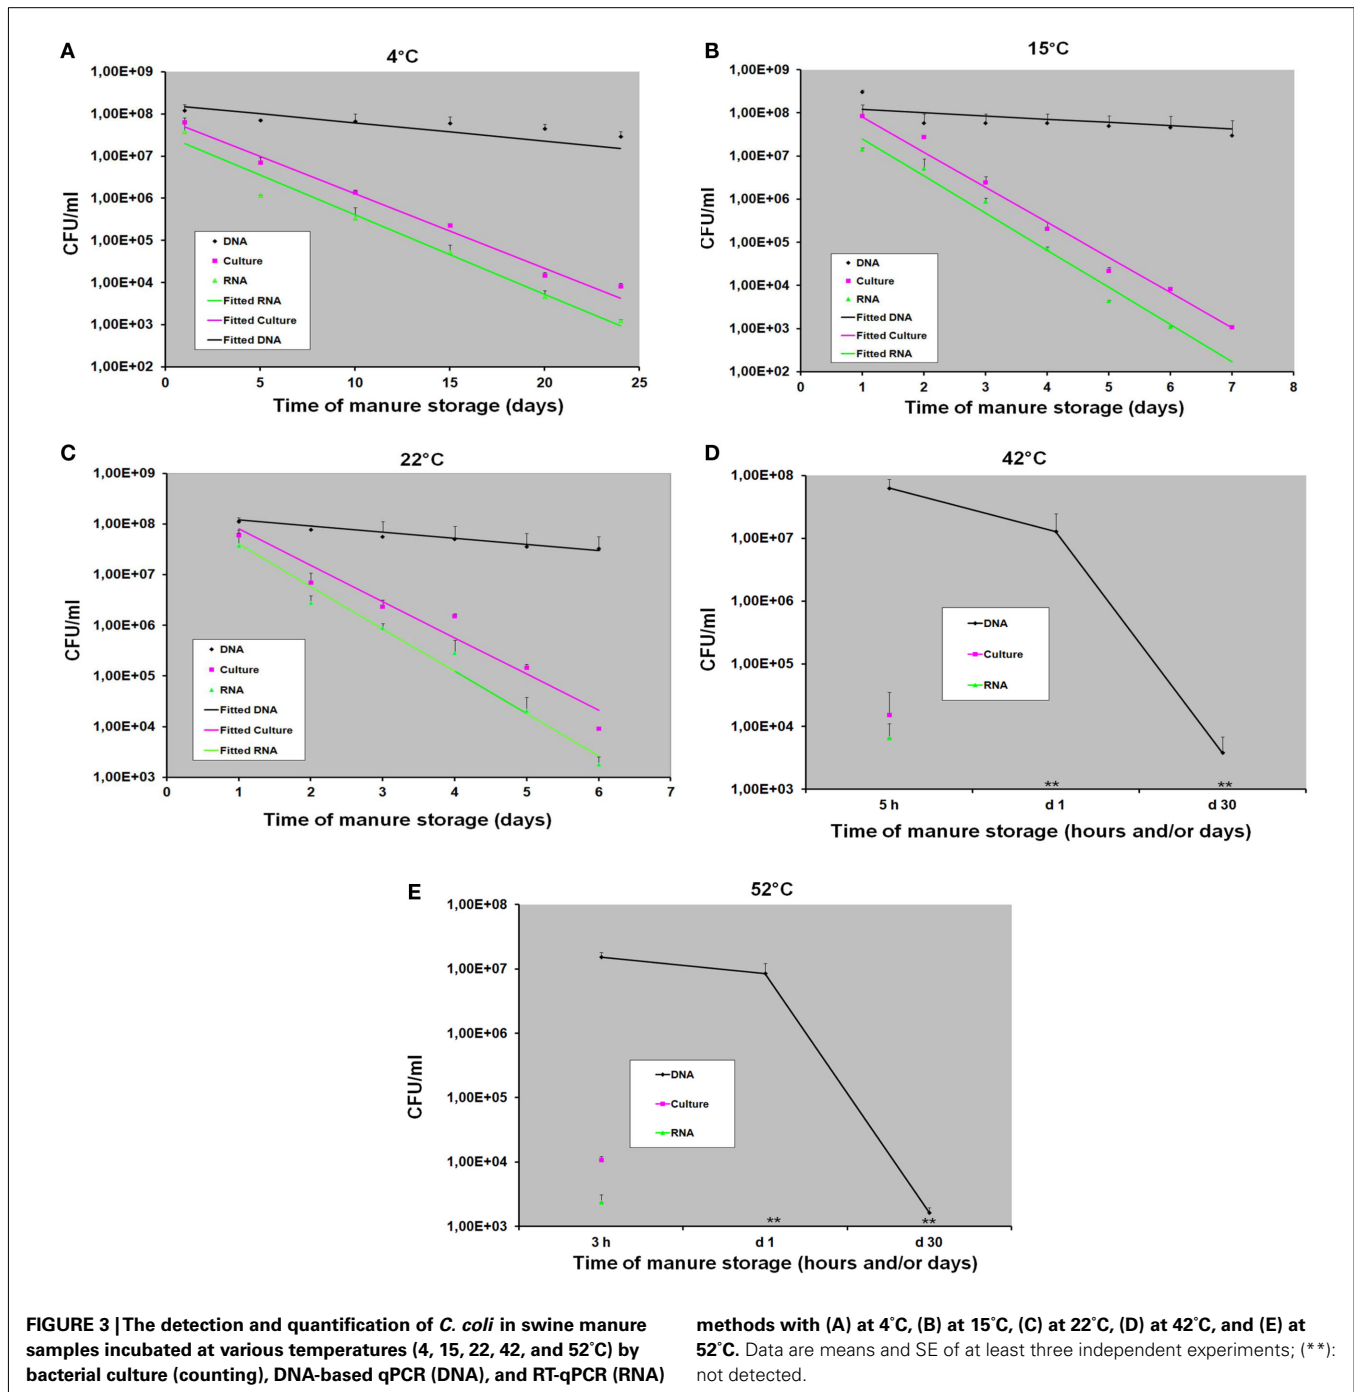 A
4°C
1,00E+09
1,00E+08
1,00E+07
1,00E+06
1,00E+05
1,00E+04
1,00E+03
1,00E+02
CFU/ml
DNA
Culture
RNA
Fitted RNA
Fitted Culture
Fitted DNA
0 5 10 15 20 25
Time of manure storage (days)
B
15°C
1,00E+09
1,00E+08
1,00E+07
1,00E+06
1,00E+05
1,00E+04
1,00E+03
1,00E+02
CFU/ml
DNA
Culture
RNA
Fitted DNA
Fitted Culture
Fitted RNA
0 1 2 3 4 5 6 7 8
Time of manure storage (days)
C
22°C
1,00E+09
1,00E+08
1,00E+07
1,00E+06
1,00E+05
1,00E+04
1,00E+03
CFU/ml
DNA
Culture
RNA
Fitted DNA
Fitted Culture
Fitted RNA
0 1 2 3 4 5 6 7
Time of manure storage (days)
D
42°C
1,00E+08
1,00E+07
1,00E+06
1,00E+05
1,00E+04
1,00E+03
CFU/ml
DNA
Culture
RNA
** **
5 h d 1 d 30
Time of manure storage (hours and/or days)
E
52°C
1,00E+08
1,00E+07
1,00E+06
1,00E+05
1,00E+04
1,00E+03
CFU/ml
DNA
Culture
RNA
** **
3 h d 1 d 30
Time of manure storage (hours and/or days)
FIGURE 3 | The detection and quantification of C. coli in swine manure
samples incubated at various temperatures (4, 15, 22, 42, and 52°C) by
bacterial culture (counting), DNA-based qPCR (DNA), and RT-qPCR (RNA)
methods with (A) at 4°C, (B) at 15°C, (C) at 22°C, (D) at 42°C, and (E) at
52°C. Data are means and SE of at least three independent experiments; (**):
not detected.